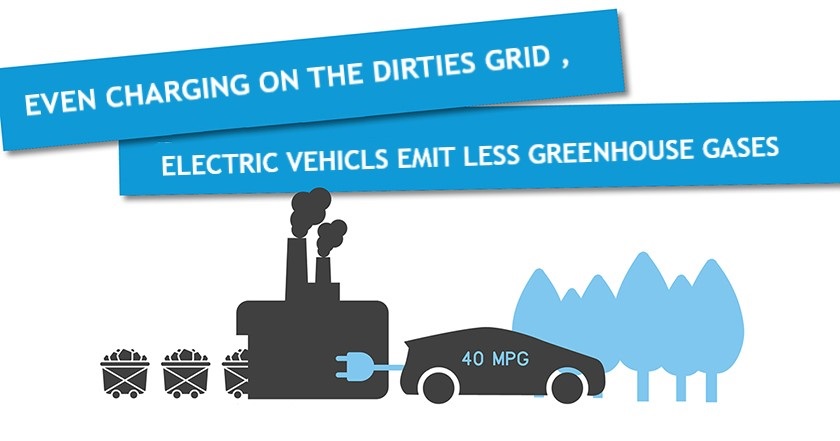 EVEN CHARGING ON THE DIRTIES GRID ,
ELECTRIC VEHICLS EMIT LESS GREENHOUSE GASES
40 MPG